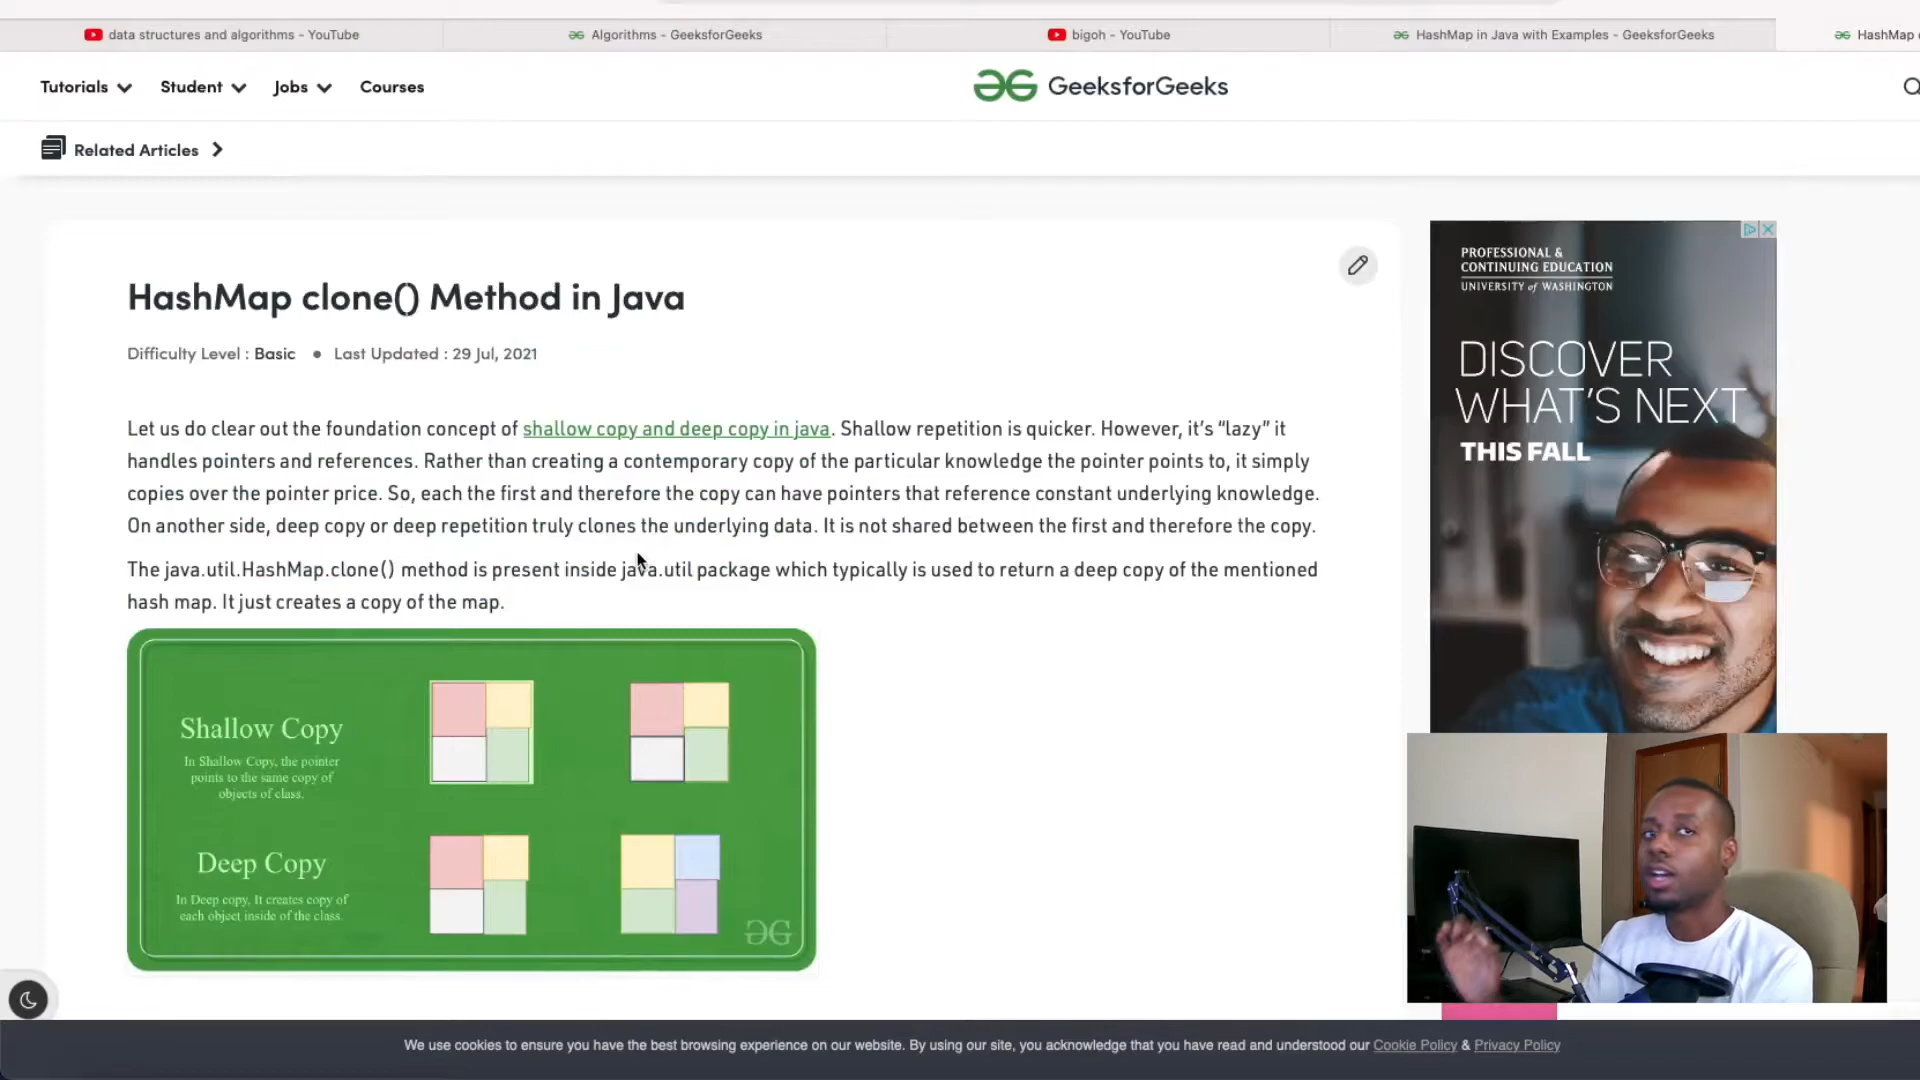 data structures and algorithms - YouTube
Algorithms - GeeksforGeeks
bigoh - YouTube
HashMap in Java with Examples - GeeksforGeeks
HashMap
Tutorials
Student
Jobs
Courses
GeeksforGeeks
Related Articles
HashMap clone() Method in Java
Difficulty Level : Basic ● Last Updated : 29 Jul, 2021
Let us do clear out the foundation concept of shallow copy and deep copy in java. Shallow repetition is quicker. However, it’s “lazy” it
handles pointers and references. Rather than creating a contemporary copy of the particular knowledge the pointer points to, it simply
copies over the pointer price. So, each the first and therefore the copy can have pointers that reference constant underlying knowledge.
On another side, deep copy or deep repetition truly clones the underlying data. It is not shared between the first and therefore the copy.
The java.util.HashMap.clone() method is present inside java.util package which typically is used to return a deep copy of the mentioned
hash map. It just creates a copy of the map.
Shallow Copy
In Shallow Copy, the pointer
points to the same copy of
objects of class.
Deep Copy
In Deep copy, It creates copy of
each object inside of the class.
PROFESSIONAL &
CONTINUING EDUCATION
UNIVERSITY of WASHINGTON
DISCOVER
WHAT'S NEXT
THIS FALL
We use cookies to ensure you have the best browsing experience on our website. By using our site, you acknowledge that you have read and understood our Cookie Policy & Privacy Policy